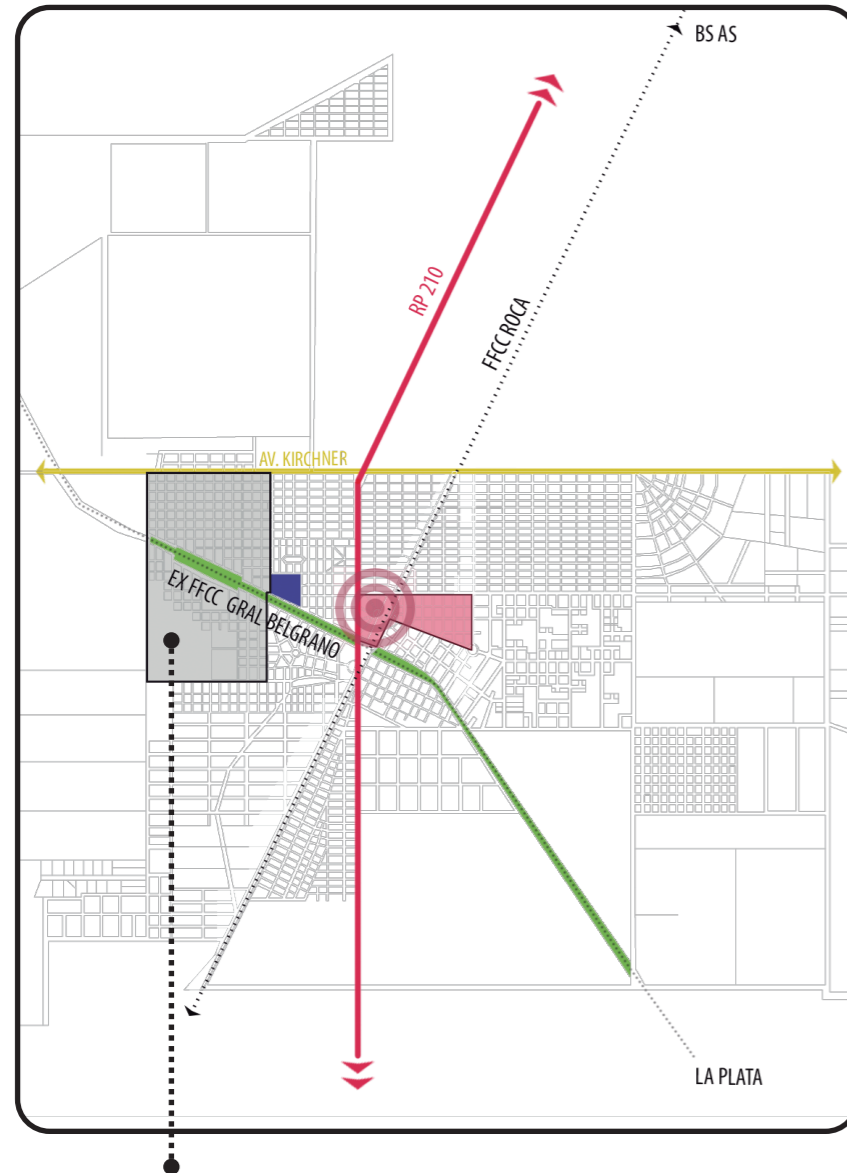 BS AS
RP 210
FFCC ROCA
AV. KIRCHNER
EX FFCC GRAL BELGRANO
LA PLATA